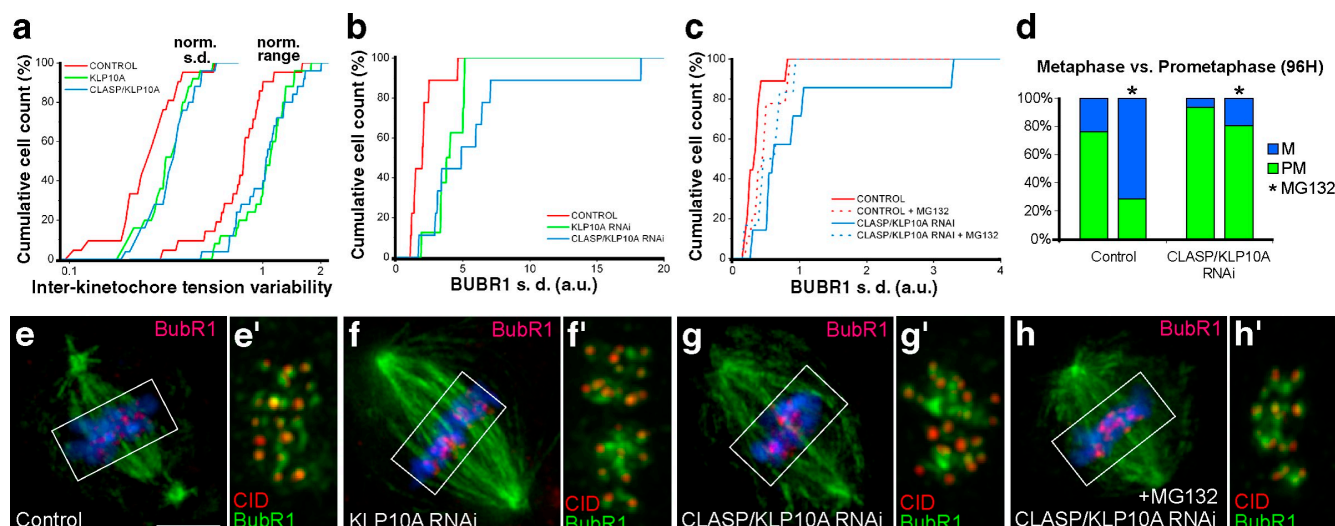 a
norm.
s.d.
norm.
range
CONTROL
KLP10A
CLASP/KLP10A
Cumulative cell count (%)
100
80
60
40
20
0
0.1
1
2
Inter-kinetochore tension variability
b
Cumulative cell count (%)
100
80
60
40
20
0
CONTROL
KLP10A RNAi
CLASP/KLP10A RNAi
0
5
10
15
20
BUBR1 s. d. (a.u.)
c
Cumulative cell count (%)
100
80
60
40
20
0
CONTROL
CONTROL + MG132
CLASP/KLP10A RNAI
CLASP/KLP10A RNAI + MG132
0
1
2
3
4
BUBR1 s. d. (a.u.)
d
Metaphase vs. Prometaphase (96H)
* *
100%
80%
60%
40%
20%
0%
M
PM
* MG132
Control
CLASP/KLP10A
RNAi
e
BubR1
Control
e'
CID
BubR1
f
BubR1
KLP10A RNAi
f'
CID
BubR1
g
BubR1
CLASP/KLP10A RNAi
g'
CID
BubR1
h
BubR1
+MG132
CLASP/KLP10A RNAi
h'
CID
BubR1